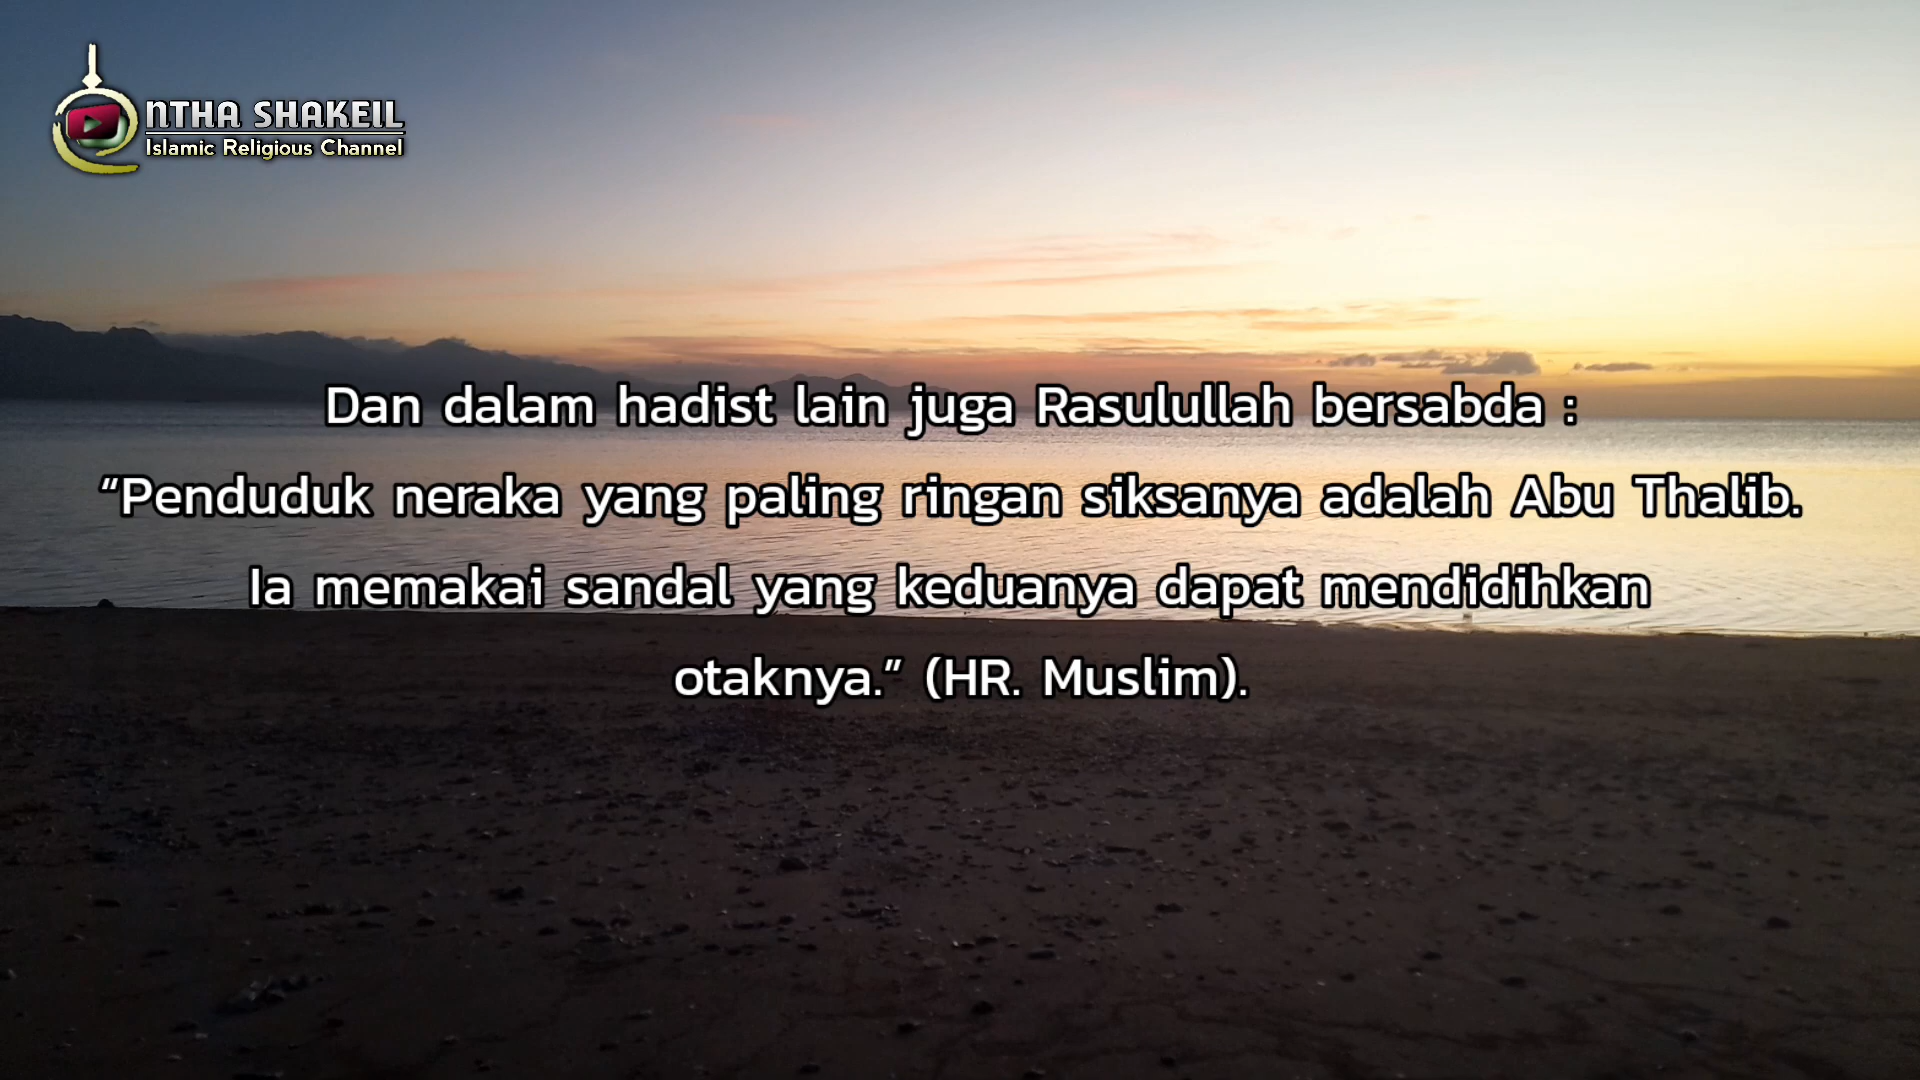 NTHA SHAKEIL
Islamic Religious Channel
Dan dalam hadist lain juga Rasulullah bersabda :
“Penduduk neraka yang paling ringan siksanya adalah Abu Thalib.
Ia memakai sandal yang keduanya dapat mendidihkan
otaknya.” (HR. Muslim).